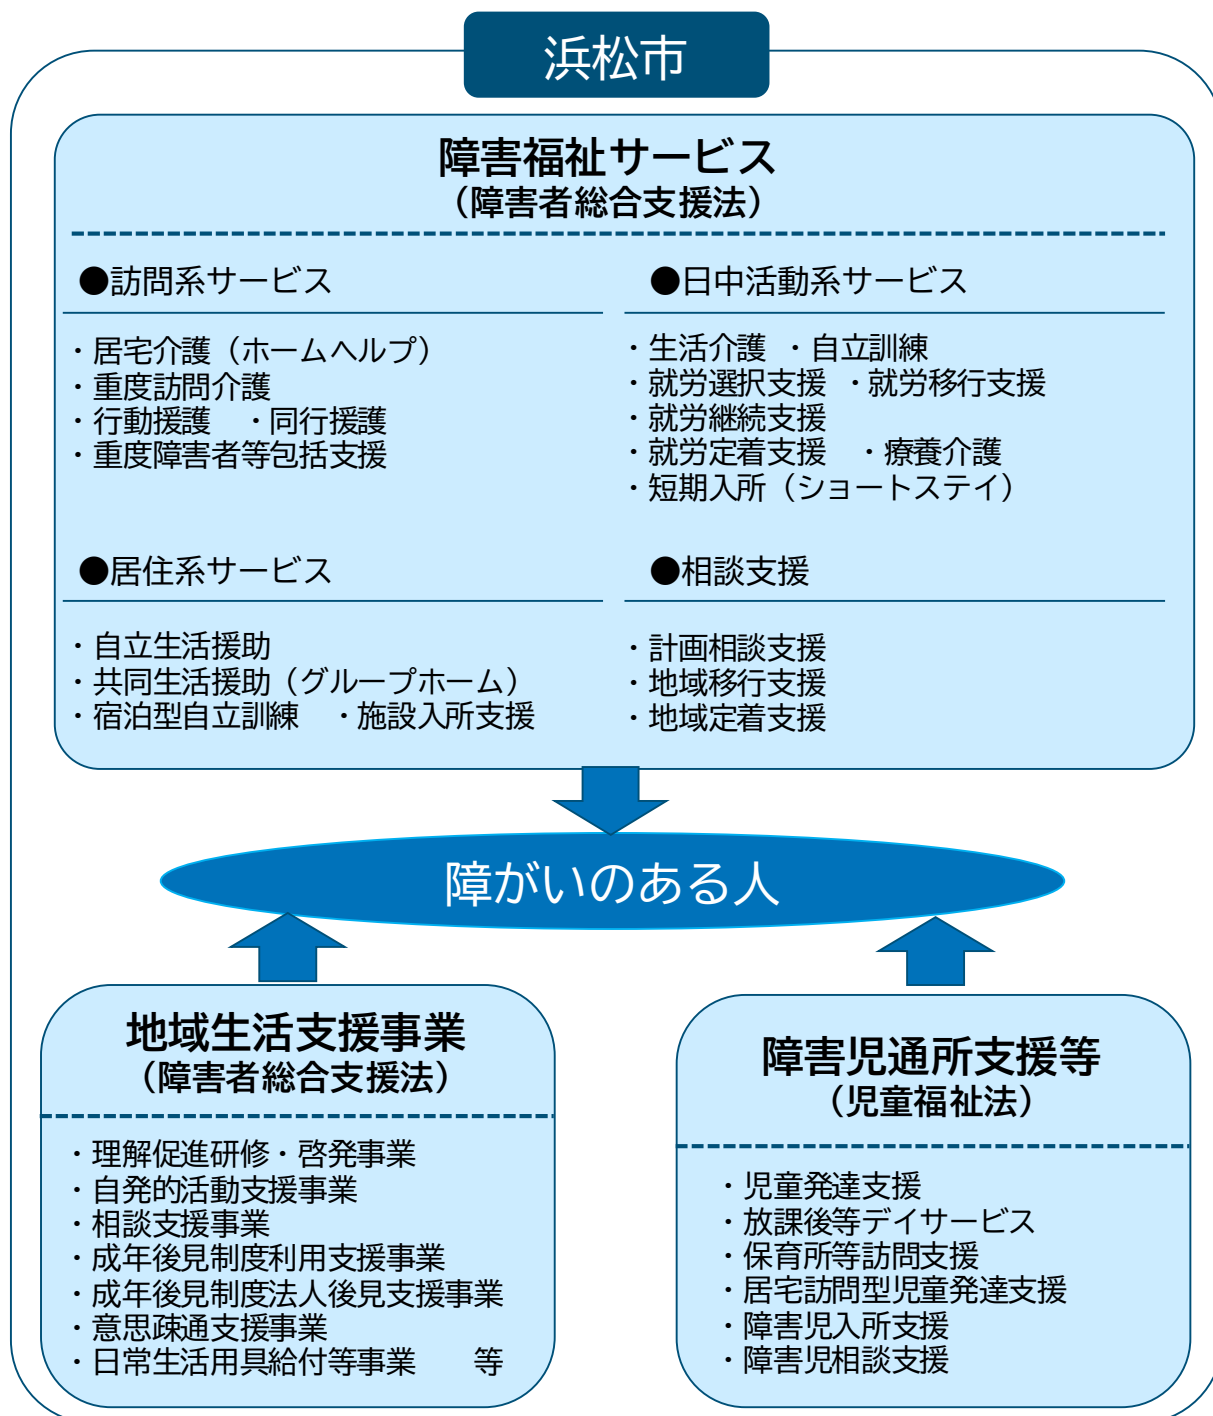 浜松市
障害福祉サービス
（障害者総合支援法）
●訪問系サービス
・居宅介護（ホームヘルプ）
・重度訪問介護
・行動援護　・同行援護
・重度障害者等包括支援
●日中活動系サービス
・生活介護　・自立訓練
・就労選択支援　・就労移行支援
・就労継続支援
・就労定着支援　・療養介護
・短期入所（ショートステイ）
●居住系サービス
・自立生活援助
・共同生活援助（グループホーム）
・宿泊型自立訓練　・施設入所支援
●相談支援
・計画相談支援
・地域移行支援
・地域定着支援
障がいのある人
地域生活支援事業
（障害者総合支援法）
・理解促進研修・啓発事業
・自発的活動支援事業
・相談支援事業
・成年後見制度利用支援事業
・成年後見制度法人後見支援事業
・意思疎通支援事業
・日常生活用具給付等事業　　等
障害児通所支援等
（児童福祉法）
・児童発達支援
・放課後等デイサービス
・保育所等訪問支援
・居宅訪問型児童発達支援
・障害児入所支援
・障害児相談支援